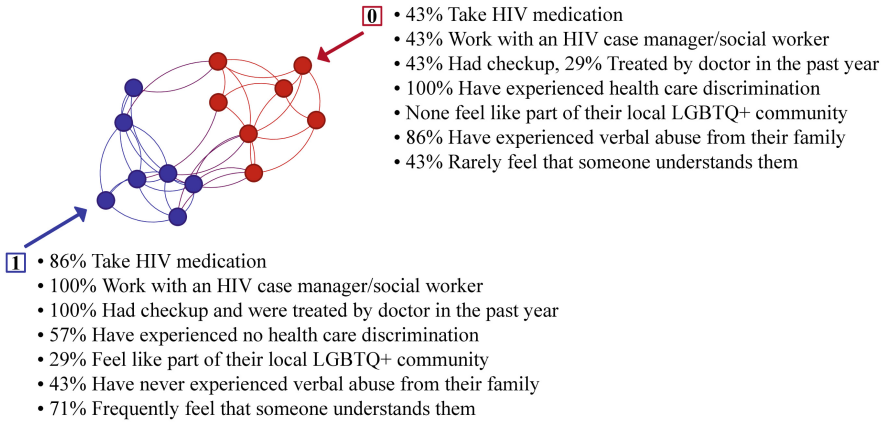 0
• 43% Take HIV medication
• 43% Work with an HIV case manager/social worker
• 43% Had checkup, 29% Treated by doctor in the past year
• 100% Have experienced health care discrimination
• None feel like part of their local LGBTQ+ community
• 86% Have experienced verbal abuse from their family
• 43% Rarely feel that someone understands them
1
• 86% Take HIV medication
• 100% Work with an HIV case manager/social worker
• 100% Had checkup and were treated by doctor in the past year
• 57% Have experienced no health care discrimination
• 29% Feel like part of their local LGBTQ+ community
• 43% Have never experienced verbal abuse from their family
• 71% Frequently feel that someone understands them